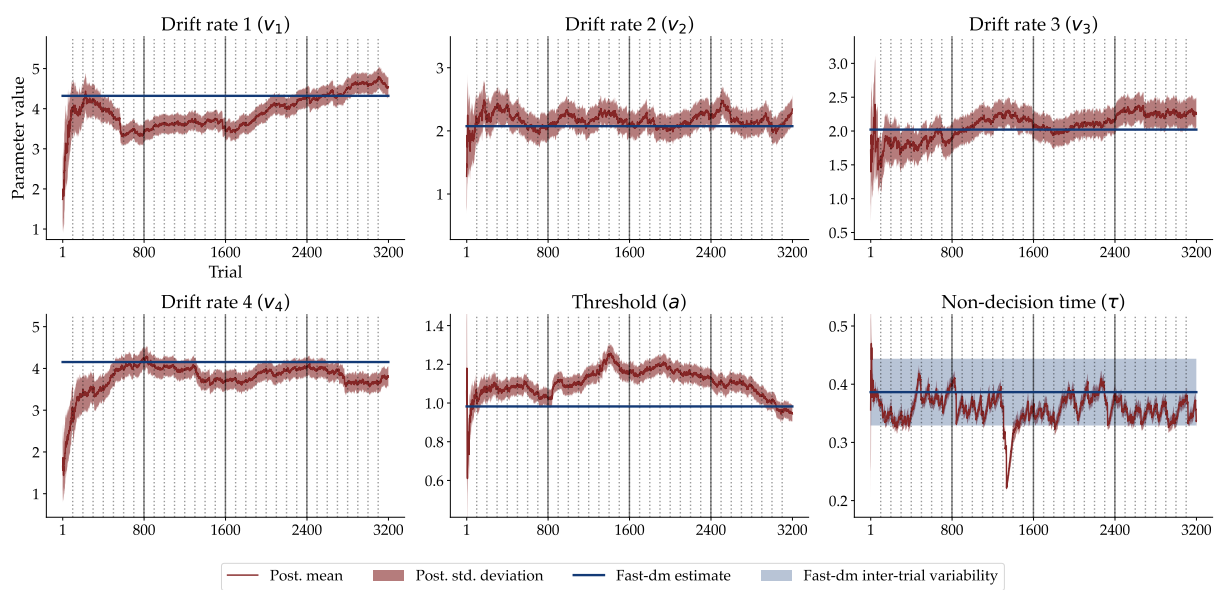 Drift rate 1 (v₁)
Drift rate 2 (v₂)
Drift rate 3 (v₃)
Parameter value
5
4
3
2
1
3
2
1
3.0
2.5
2.0
1.5
1.0
0.5
1 800 1600 2400 3200
1 800 1600 2400 3200
1 800 1600 2400 3200
Trial
Drift rate 4 (v₄)
Threshold (a)
Non-decision time (τ)
5
4
3
2
1
1.4
1.2
1.0
0.8
0.6
0.5
0.4
0.3
0.2
1 800 1600 2400 3200
1 800 1600 2400 3200
1 800 1600 2400 3200
Post. mean
Post. std. deviation
Fast-dm estimate
Fast-dm inter-trial variability